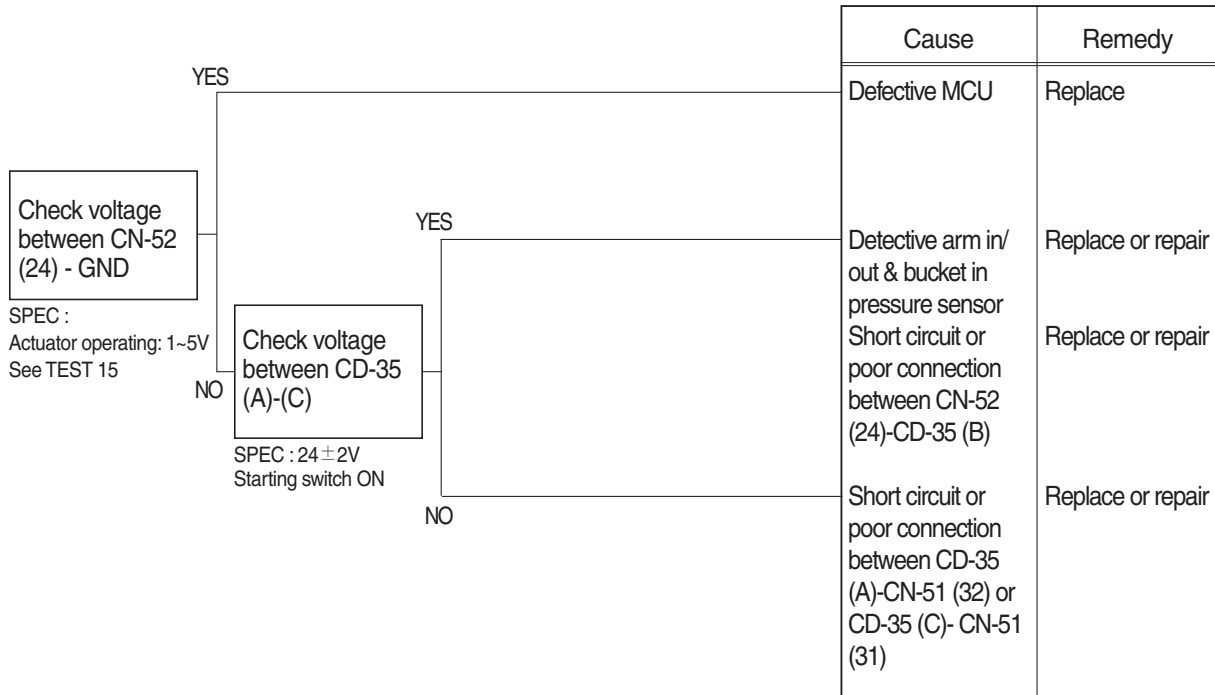 Cause
Remedy
YES
Defective MCU
Replace
Check voltage
between CN-52
(24) - GND
SPEC :
Actuator operating: 1~5V
See TEST 15
YES
Detective arm in/
out & bucket in
pressure sensor
Replace or repair
Short circuit or
poor connection
between CN-52
(24)-CD-35 (B)
Replace or repair
NO
Check voltage
between CD-35
(A)-(C)
SPEC : 24±2V
Starting switch ON
NO
Short circuit or
poor connection
between CD-35
(A)-CN-51 (32) or
CD-35 (C)- CN-51
(31)
Replace or repair